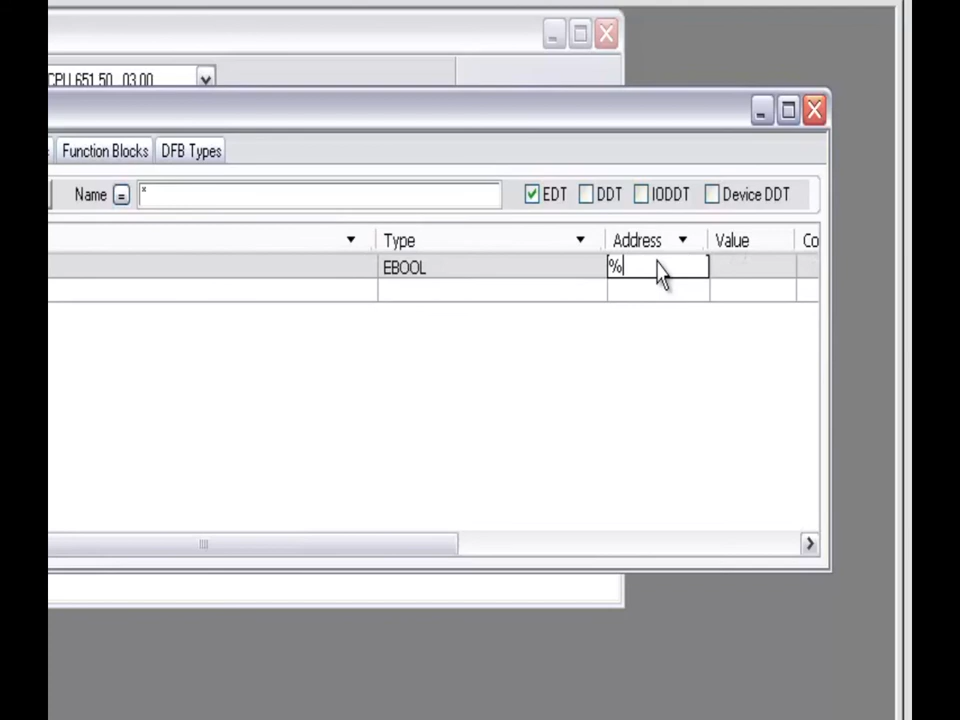 CPU 651 50 03.00
Function Blocks DFB Types
Name = * EDT DDT IODDT Device DDT
Type Address Value Co
EBOOL %